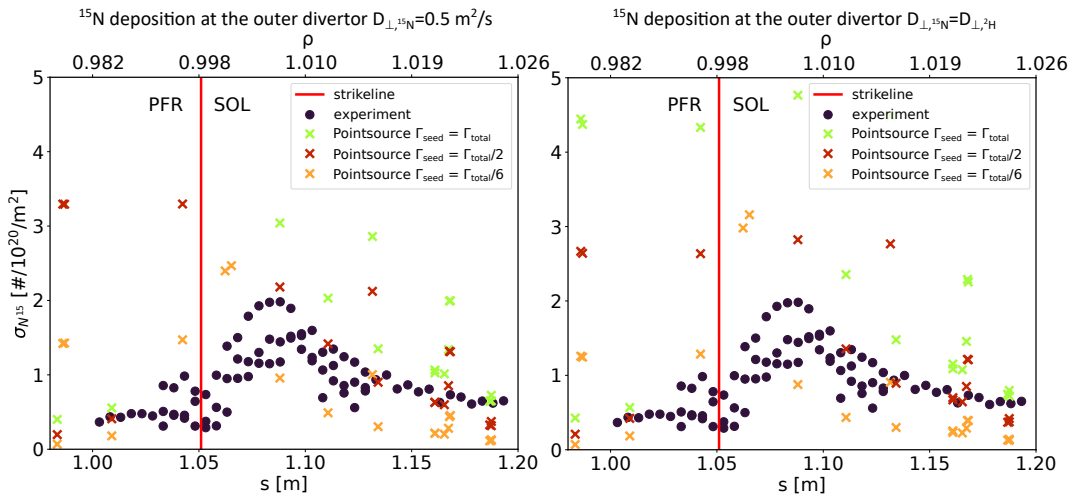 ¹⁵N deposition at the outer divertor D⊥,¹⁵N=0.5 m²/s
ρ
0.982 0.998 1.010 1.019 1.026
PFR SOL
strikeline
experiment
Pointsource Γseed = Γtotal
Pointsource Γseed = Γtotal/2
Pointsource Γseed = Γtotal/6
σN¹⁵ [#/10²⁰/m²]
5
4
3
2
1
0
1.00 1.05 1.10 1.15 1.20
s [m]
¹⁵N deposition at the outer divertor D⊥,¹⁵N=D⊥,²H
ρ
0.982 0.998 1.010 1.019 1.026
PFR SOL
strikeline
experiment
Pointsource Γseed = Γtotal
Pointsource Γseed = Γtotal/2
Pointsource Γseed = Γtotal/6
5
4
3
2
1
0
1.00 1.05 1.10 1.15 1.20
s [m]